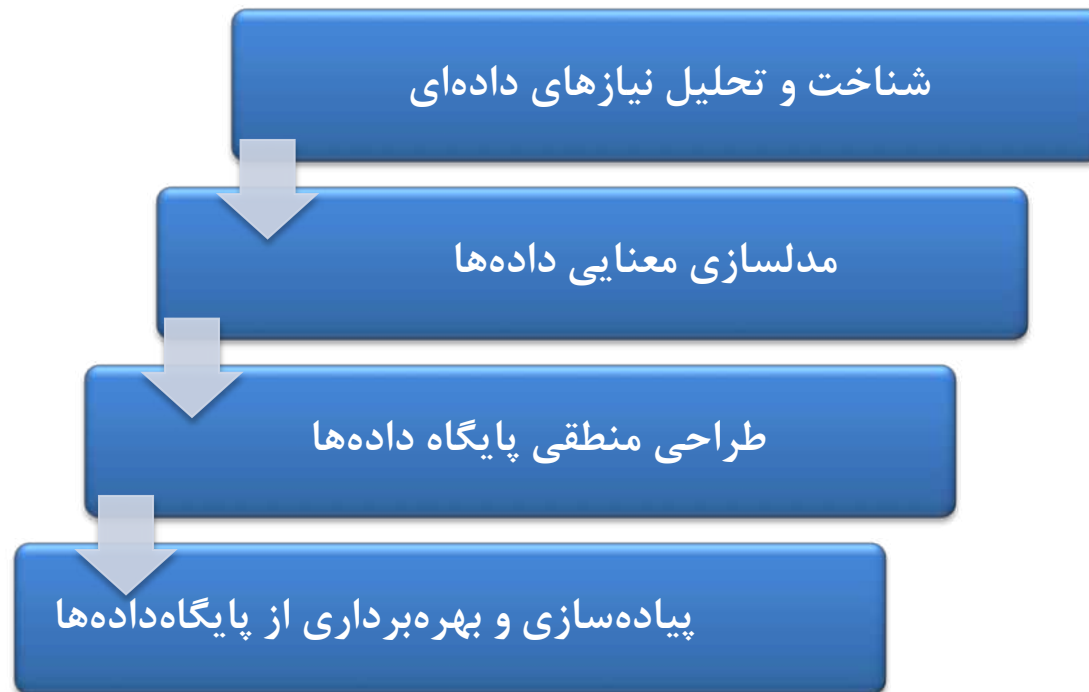 شناخت و تحلیل نیازهای داده‌ای
مدلسازی معنایی داده‌ها
طراحی منطقی پایگاه داده‌ها
پیاده‌سازی و بهره‌برداری از پایگاه‌داده‌ها